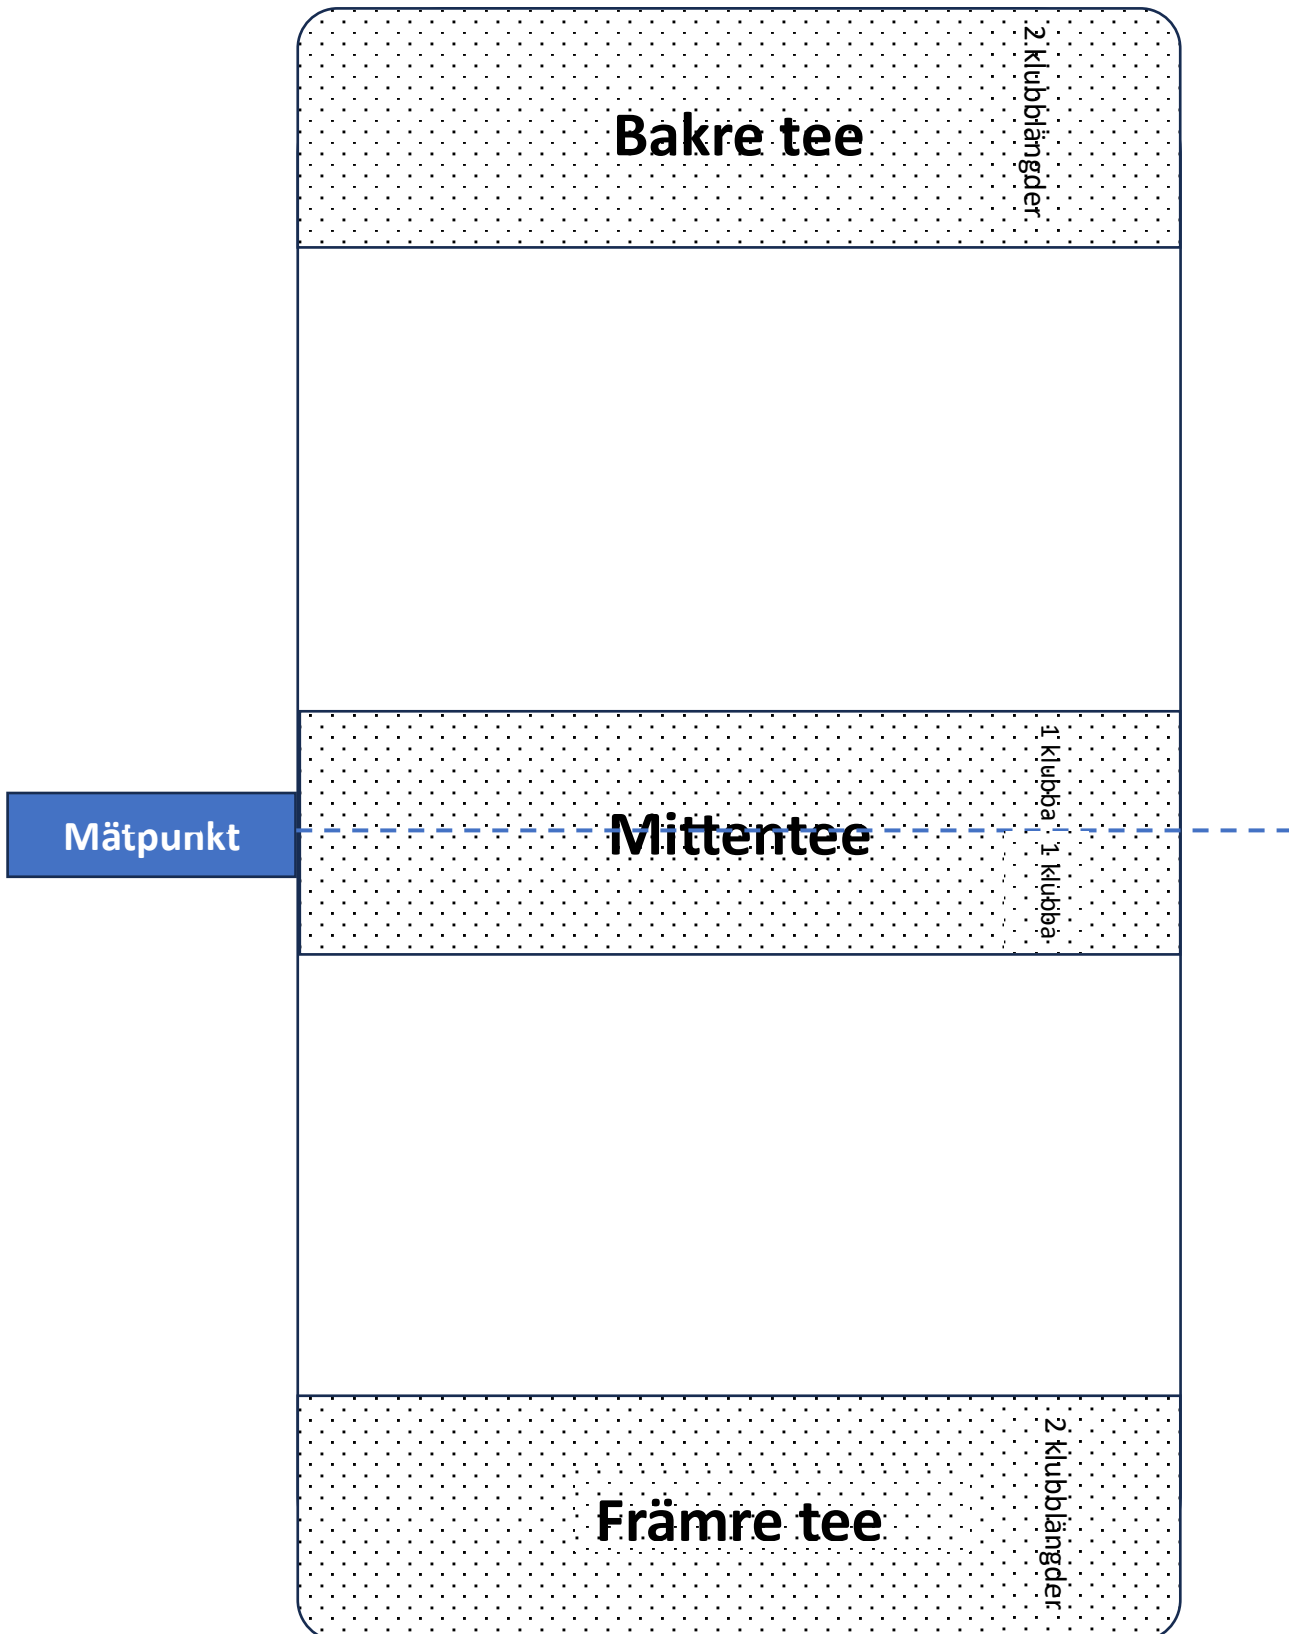 2 klubblängder
Bakre tee
1 klubba
Mätpunkt
Mittentee
1 klubba
2 klubblängder
Främre tee